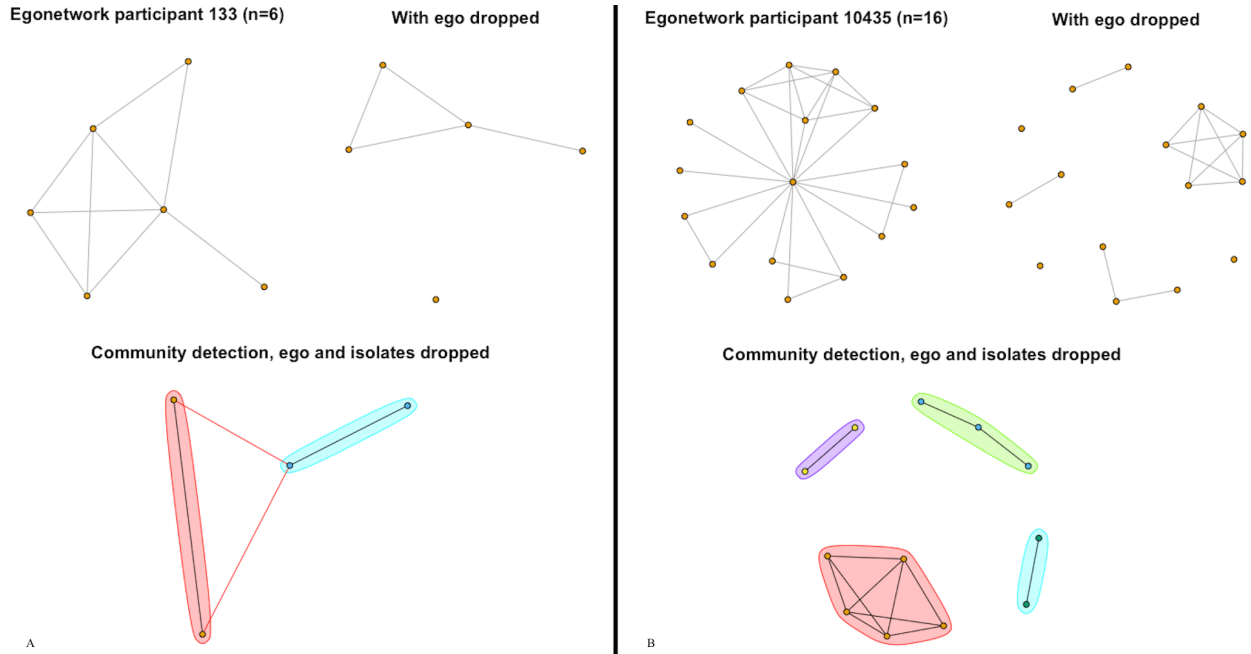 Egonetwork participant 133 (n=6)
With ego dropped
Community detection, ego and isolates dropped
A
Egonetwork participant 10435 (n=16)
With ego dropped
Community detection, ego and isolates dropped
B